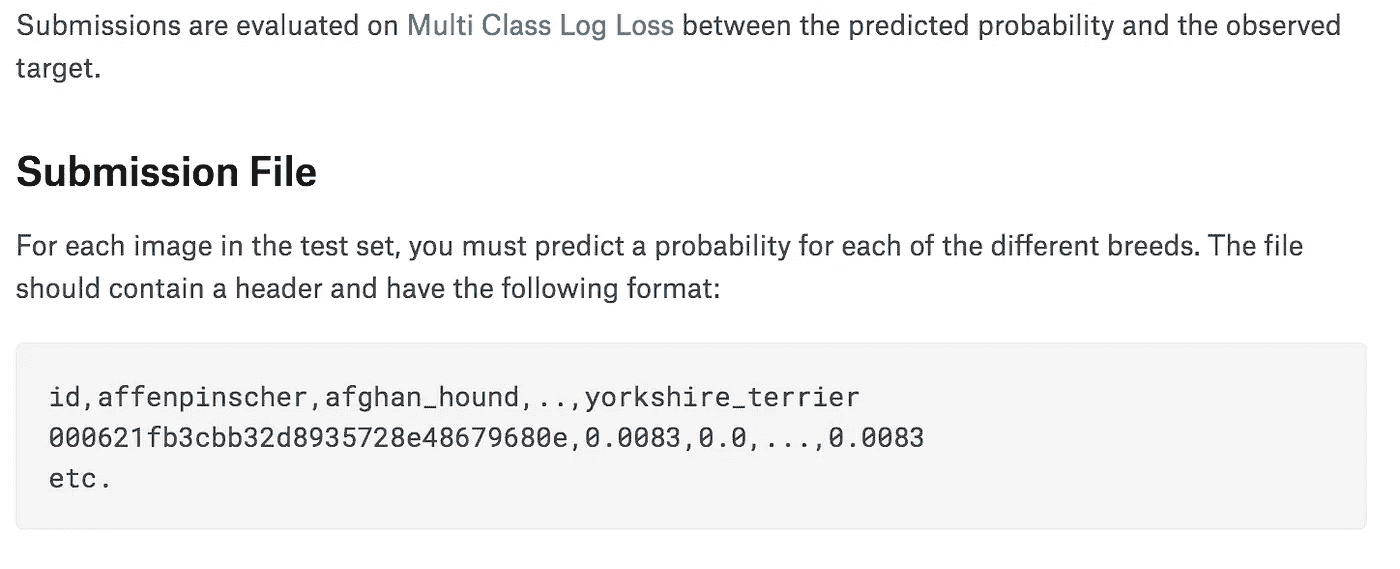 Submissions are evaluated on Multi Class Log Loss between the predicted probability and the observed
target.
Submission File
For each image in the test set, you must predict a probability for each of the different breeds. The file
should contain a header and have the following format:
id,affenpinscher,afghan_hound,..,yorkshire_terrier
000621fb3cbb32d8935728e48679680e,0.0083,0.0,...,0.0083
etc.